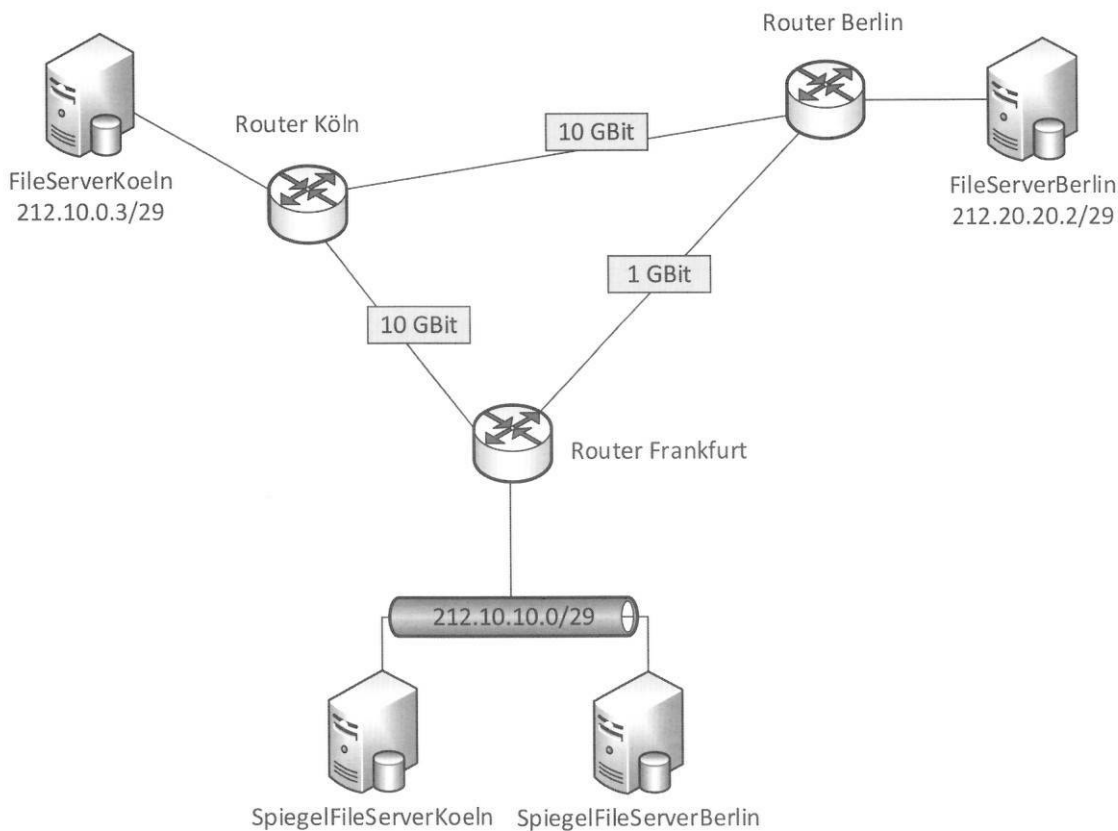 Router Berlin
Router Köln
10 GBit
FileServerKoeln
212.10.0.3/29
FileServerBerlin
212.20.20.2/29
1 GBit
10 GBit
Router Frankfurt
212.10.10.0/29
SpiegelFileServerKoeln
SpiegelFileServerBerlin